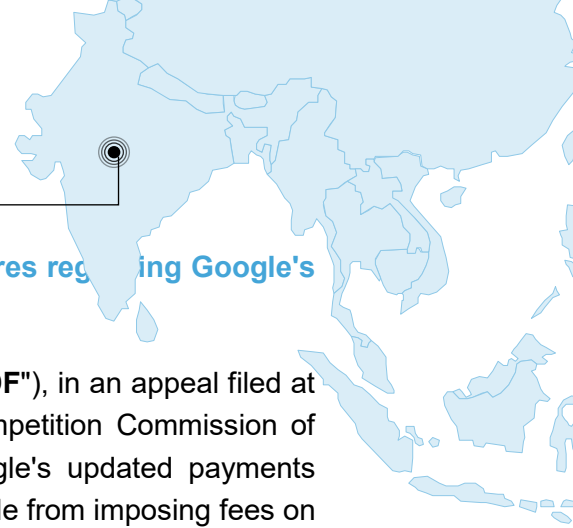 res reg ing Google's
F"), in an appeal filed at
mpetition Commission of
gle's updated payments
le from imposing fees on